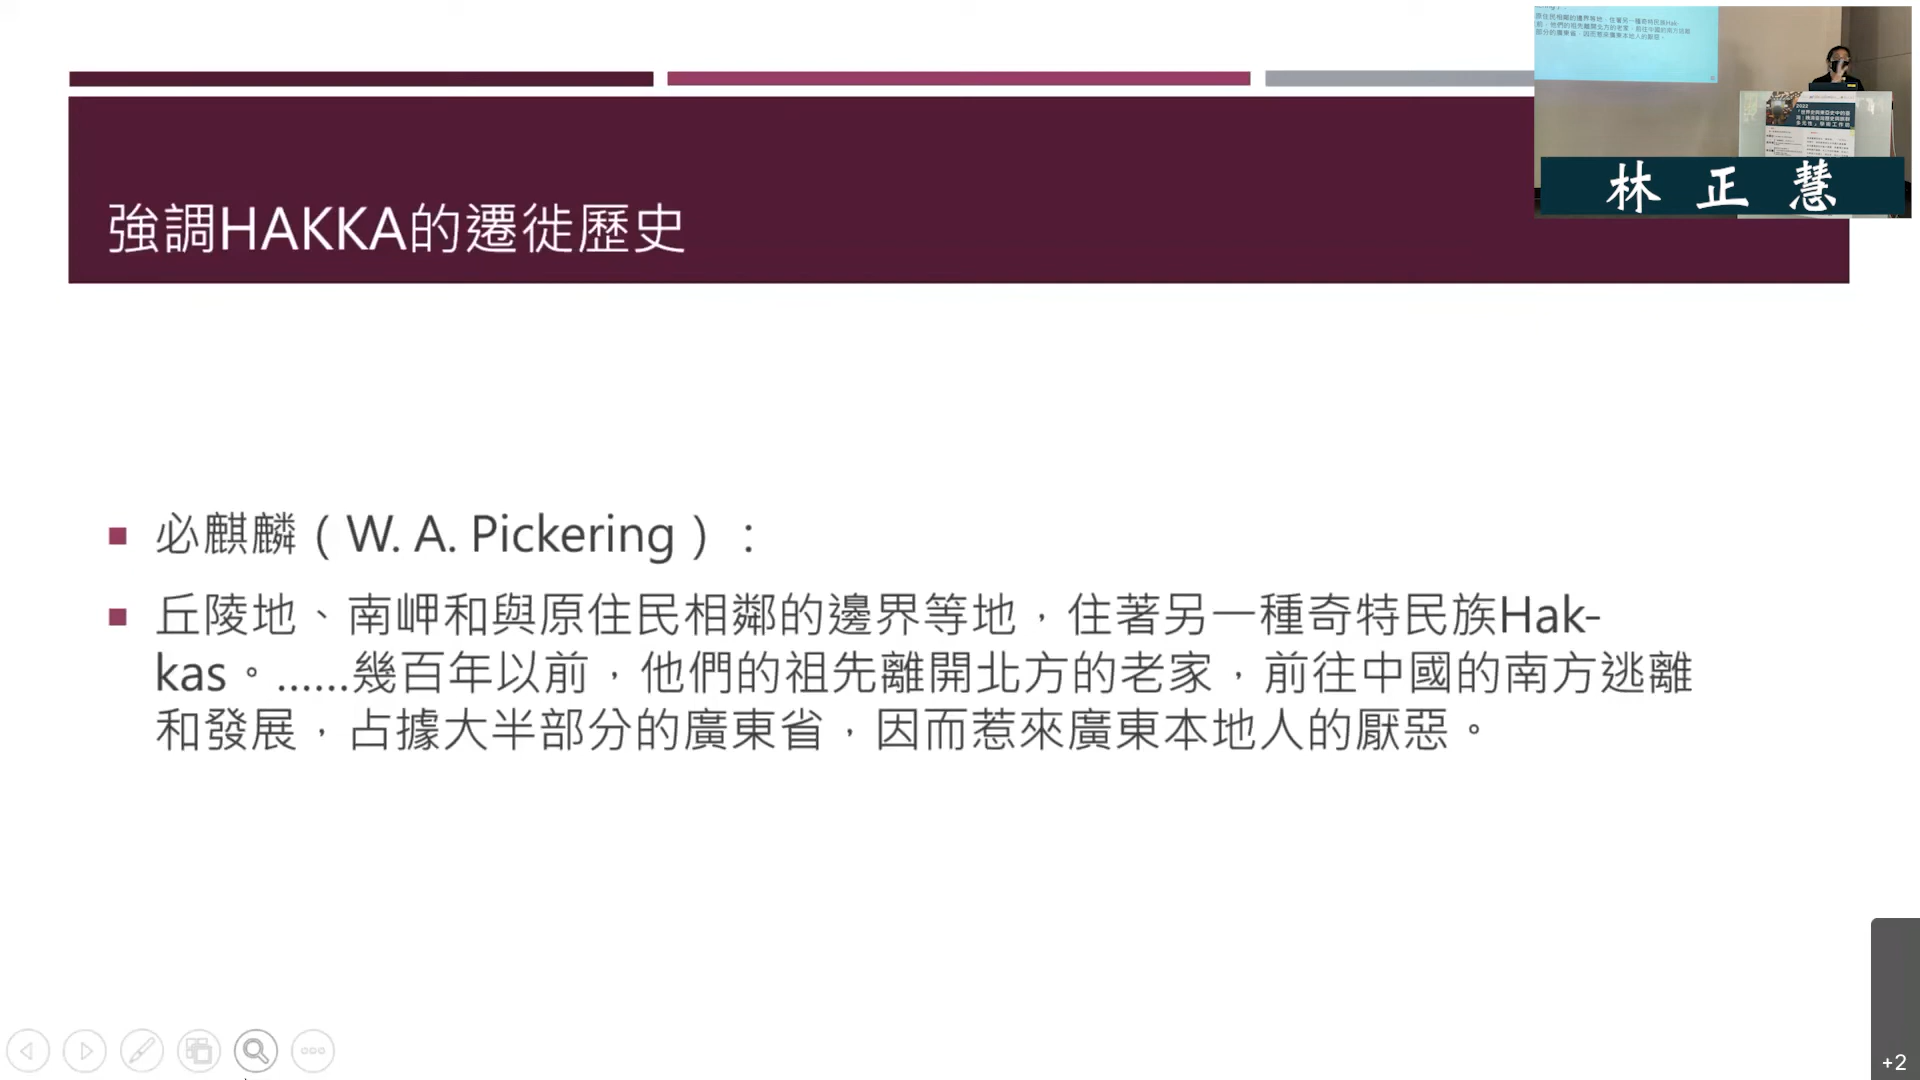 強調HAKKA的遷徙歷史
必麒麟（W. A. Pickering）：
丘陵地、南岬和與原住民相鄰的邊界等地，住著另一種奇特民族Hak-
kas。……幾百年以前，他們的祖先離開北方的老家，前往中國的南方逃離
和發展，占據大半部分的廣東省，因而惹來廣東本地人的厭惡。
林 正 慧
2022
+2